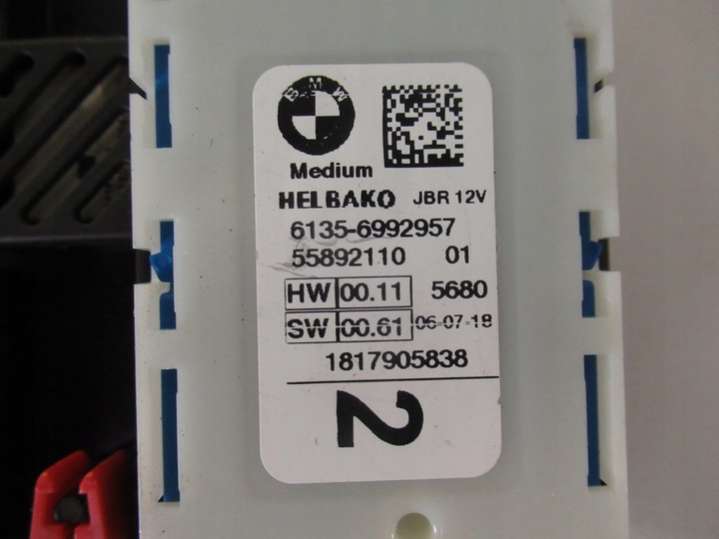 BMW
Medium
HELBAKO JBR 12V
6135-6992957
55892110 01
HW 00.11 5680
SW 00.61 06-07-18
1817905838
2